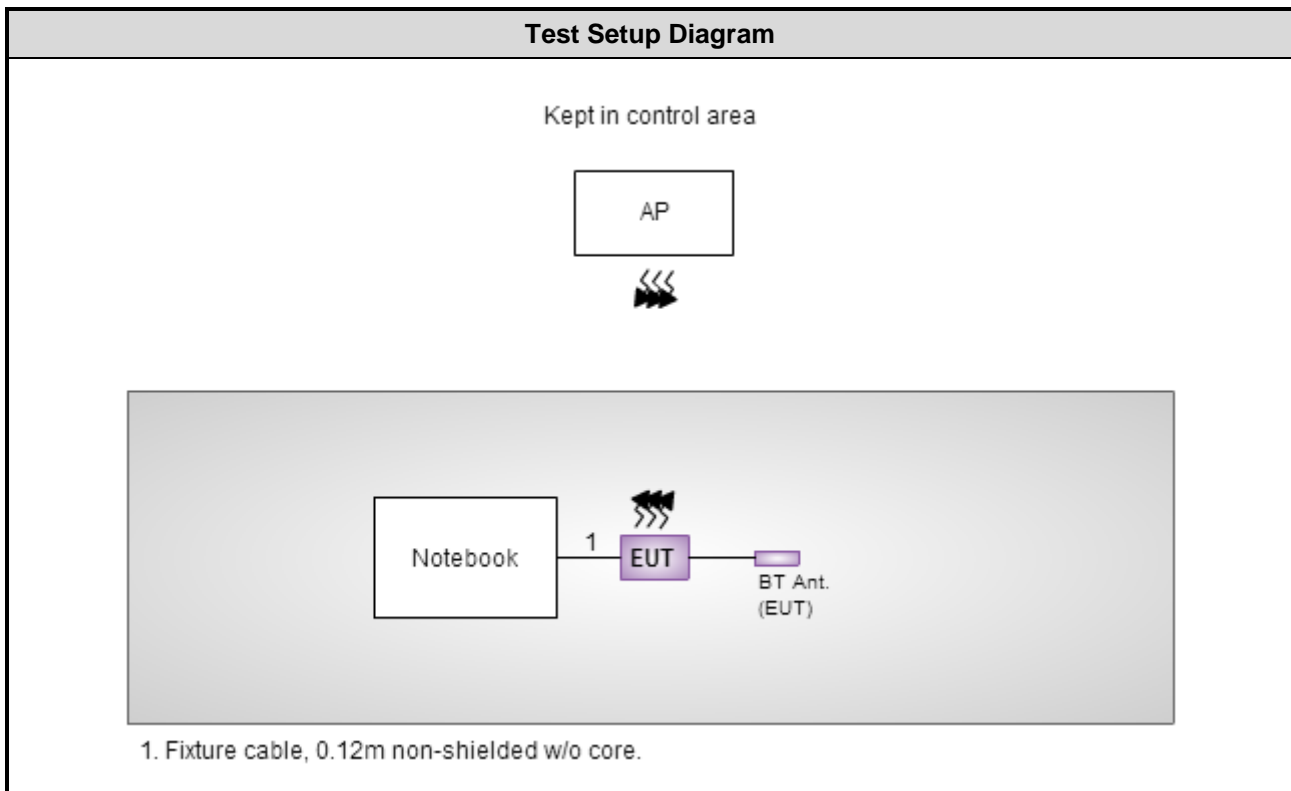 Test Setup Diagram
Kept in control area
AP
Notebook
1
EUT
BT Ant.
(EUT)
1. Fixture cable, 0.12m non-shielded w/o core.